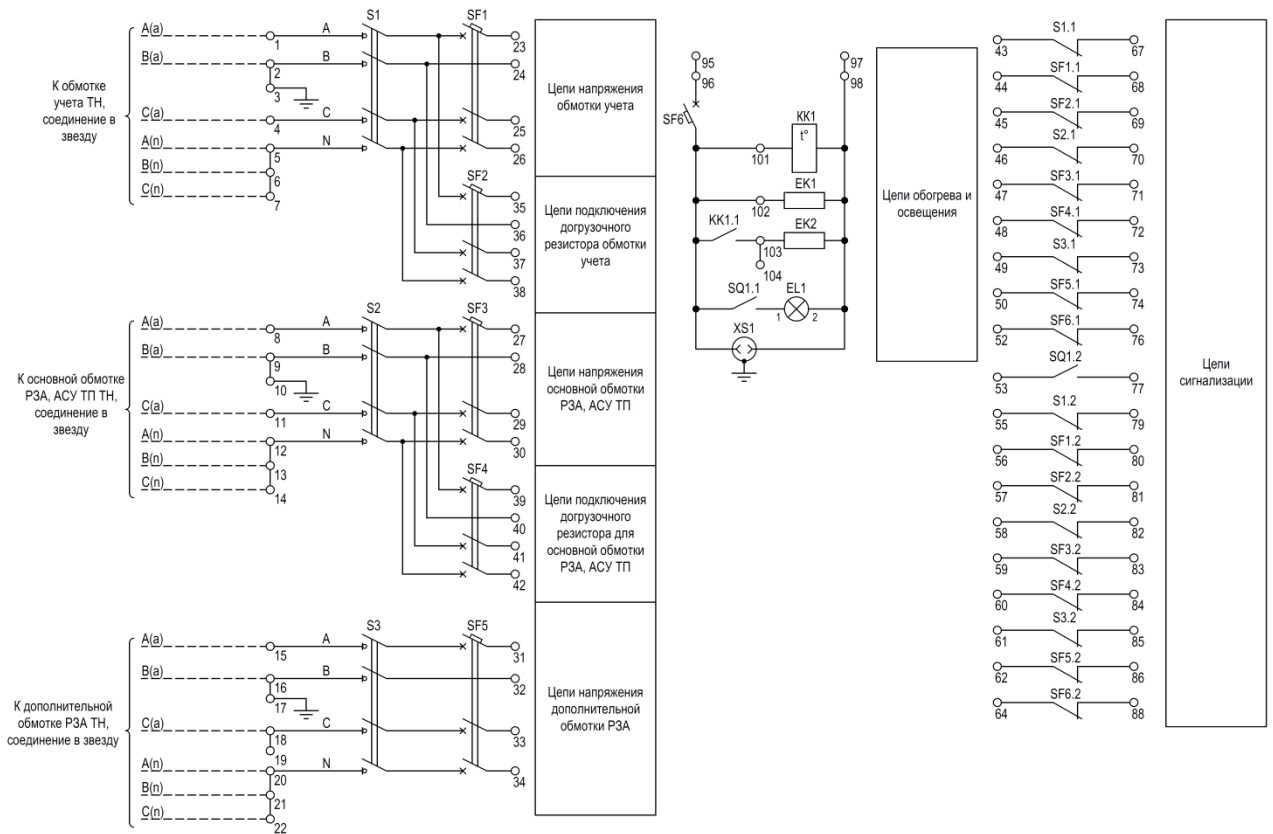 К обмотке
учета ТН,
соединение в
звезду
A(a)
B(a)
C(a)
A(n)
B(n)
C(n)
1
2
3
4
5
6
7
A
B
C
N
S1
SF1
23
24
25
26
SF2
35
36
37
38
Цепи напряжения
обмотки учета
Цепи подключения
догрузочного
резистора обмотки
учета
К основной обмотке
РЗА, АСУ ТП ТН,
соединение в
звезду
A(a)
B(a)
C(a)
A(n)
B(n)
C(n)
8
9
10
11
12
13
14
A
B
C
N
S2
SF3
27
28
29
30
SF4
39
40
41
42
Цепи напряжения
основной обмотки
РЗА, АСУ ТП
Цепи подключения
догрузочного
резистора для
основной обмотки
РЗА, АСУ ТП
К дополнительной
обмотке РЗА ТН,
соединение в звезду
A(a)
B(a)
C(a)
A(n)
B(n)
C(n)
15
16
17
18
19
20
21
22
A
B
C
N
S3
SF5
31
32
33
34
Цепи напряжения
дополнительной
обмотки РЗА
95
96
97
98
SF6
KK1
t°
101
EK1
102
KK1.1
EK2
103
104
SQ1.1
EL1
1
2
XS1
Цепи обогрева и
освещения
S1.1
43
67
SF1.1
44
68
SF2.1
45
69
S2.1
46
70
SF3.1
47
71
SF4.1
48
72
S3.1
49
73
SF5.1
50
74
SF6.1
52
76
SQ1.2
53
77
S1.2
55
79
SF1.2
56
80
SF2.2
57
81
S2.2
58
82
SF3.2
59
83
SF4.2
60
84
S3.2
61
85
SF5.2
62
86
SF6.2
64
88
Цепи
сигнализации